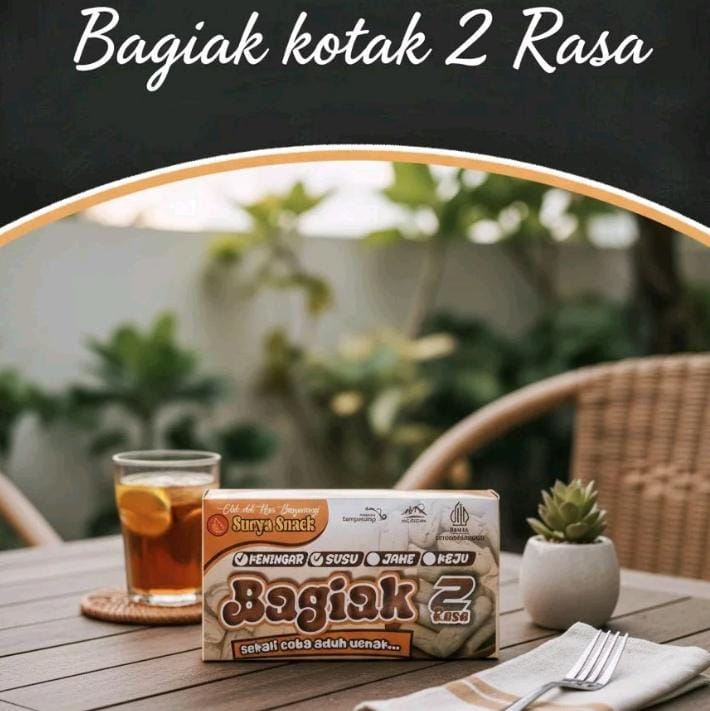 Bagiak kotak 2 Rasa
Surya Snack
KENINGAR SUSU JAHE KEJU
Bagiak 2
Rasa
sekali coba aduh uenak...